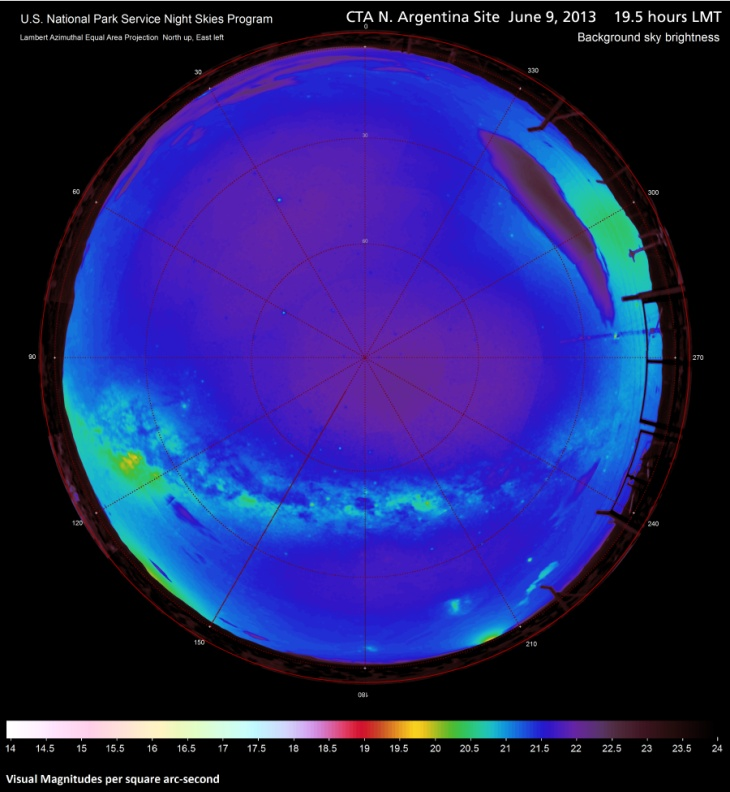 U.S. National Park Service Night Skies Program
CTA N. Argentina Site June 9, 2013 19.5 hours LMT
Lambert Azimuthal Equal Area Projection North up, East left
Background sky brightness
0
30
330
30
60
300
60
90
270
120
240
150
210
180
14 14.5 15 15.5 16 16.5 17 17.5 18 18.5 19 19.5 20 20.5 21 21.5 22 22.5 23 23.5 24
Visual Magnitudes per square arc-second